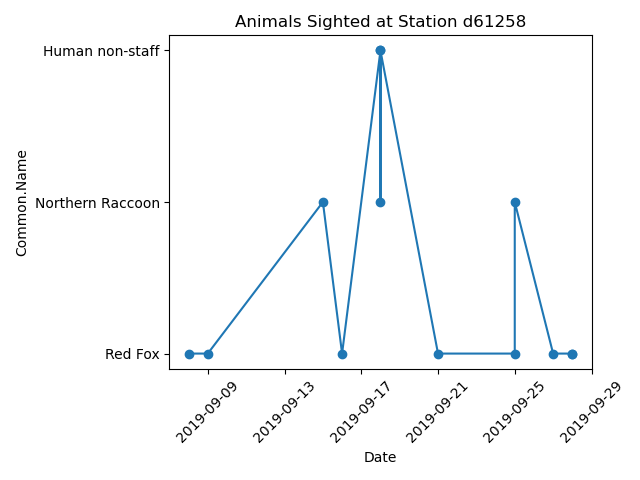 Animals Sighted at Station d61258
Human non-staff
Northern Raccoon
Red Fox
Common.Name
2019-09-09
2019-09-13
2019-09-17
2019-09-21
2019-09-25
2019-09-29
Date